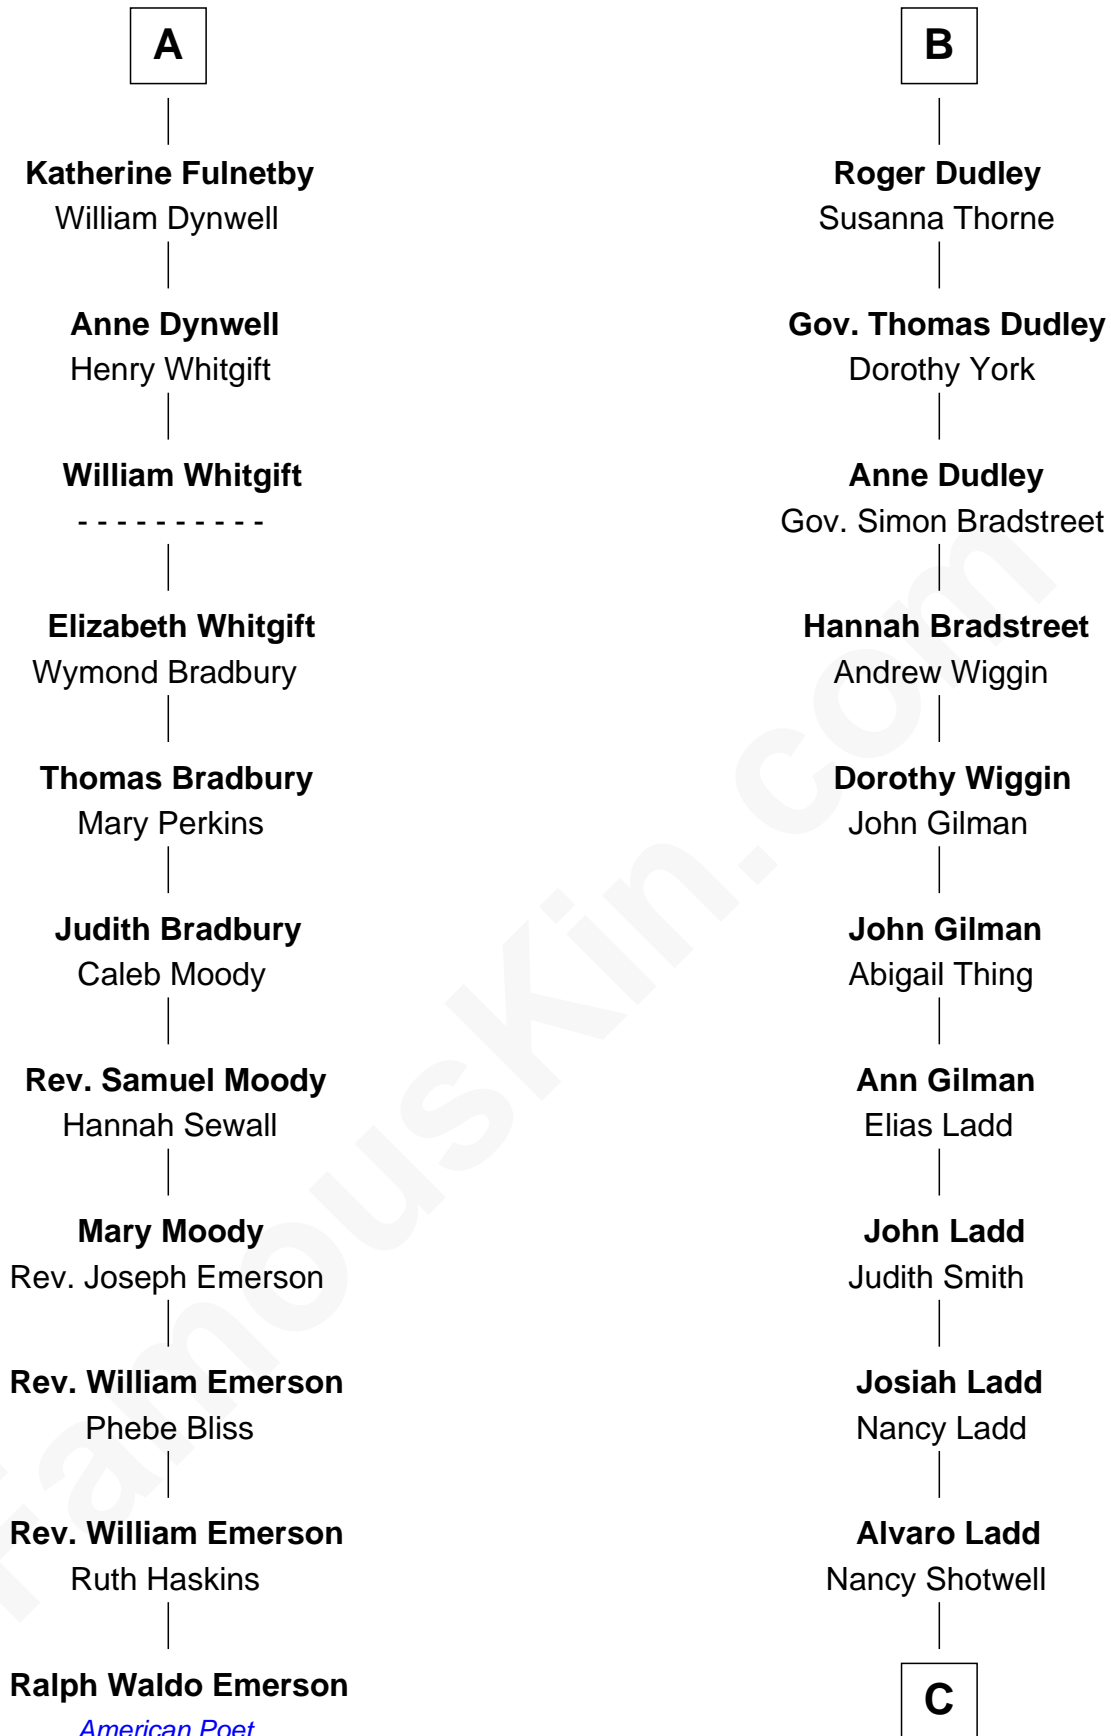 A
Katherine Fulnetby
William Dynwell
Anne Dynwell
Henry Whitgift
William Whitgift
- - - - - - - - - -
Elizabeth Whitgift
Wymond Bradbury
Thomas Bradbury
Mary Perkins
Judith Bradbury
Caleb Moody
Rev. Samuel Moody
Hannah Sewall
Mary Moody
Rev. Joseph Emerson
Rev. William Emerson
Phebe Bliss
Rev. William Emerson
Ruth Haskins
Ralph Waldo Emerson
American Poet
B
Roger Dudley
Susanna Thorne
Gov. Thomas Dudley
Dorothy York
Anne Dudley
Gov. Simon Bradstreet
Hannah Bradstreet
Andrew Wiggin
Dorothy Wiggin
John Gilman
John Gilman
Abigail Thing
Ann Gilman
Elias Ladd
John Ladd
Judith Smith
Josiah Ladd
Nancy Ladd
Alvaro Ladd
Nancy Shotwell
C
FamousKin.com